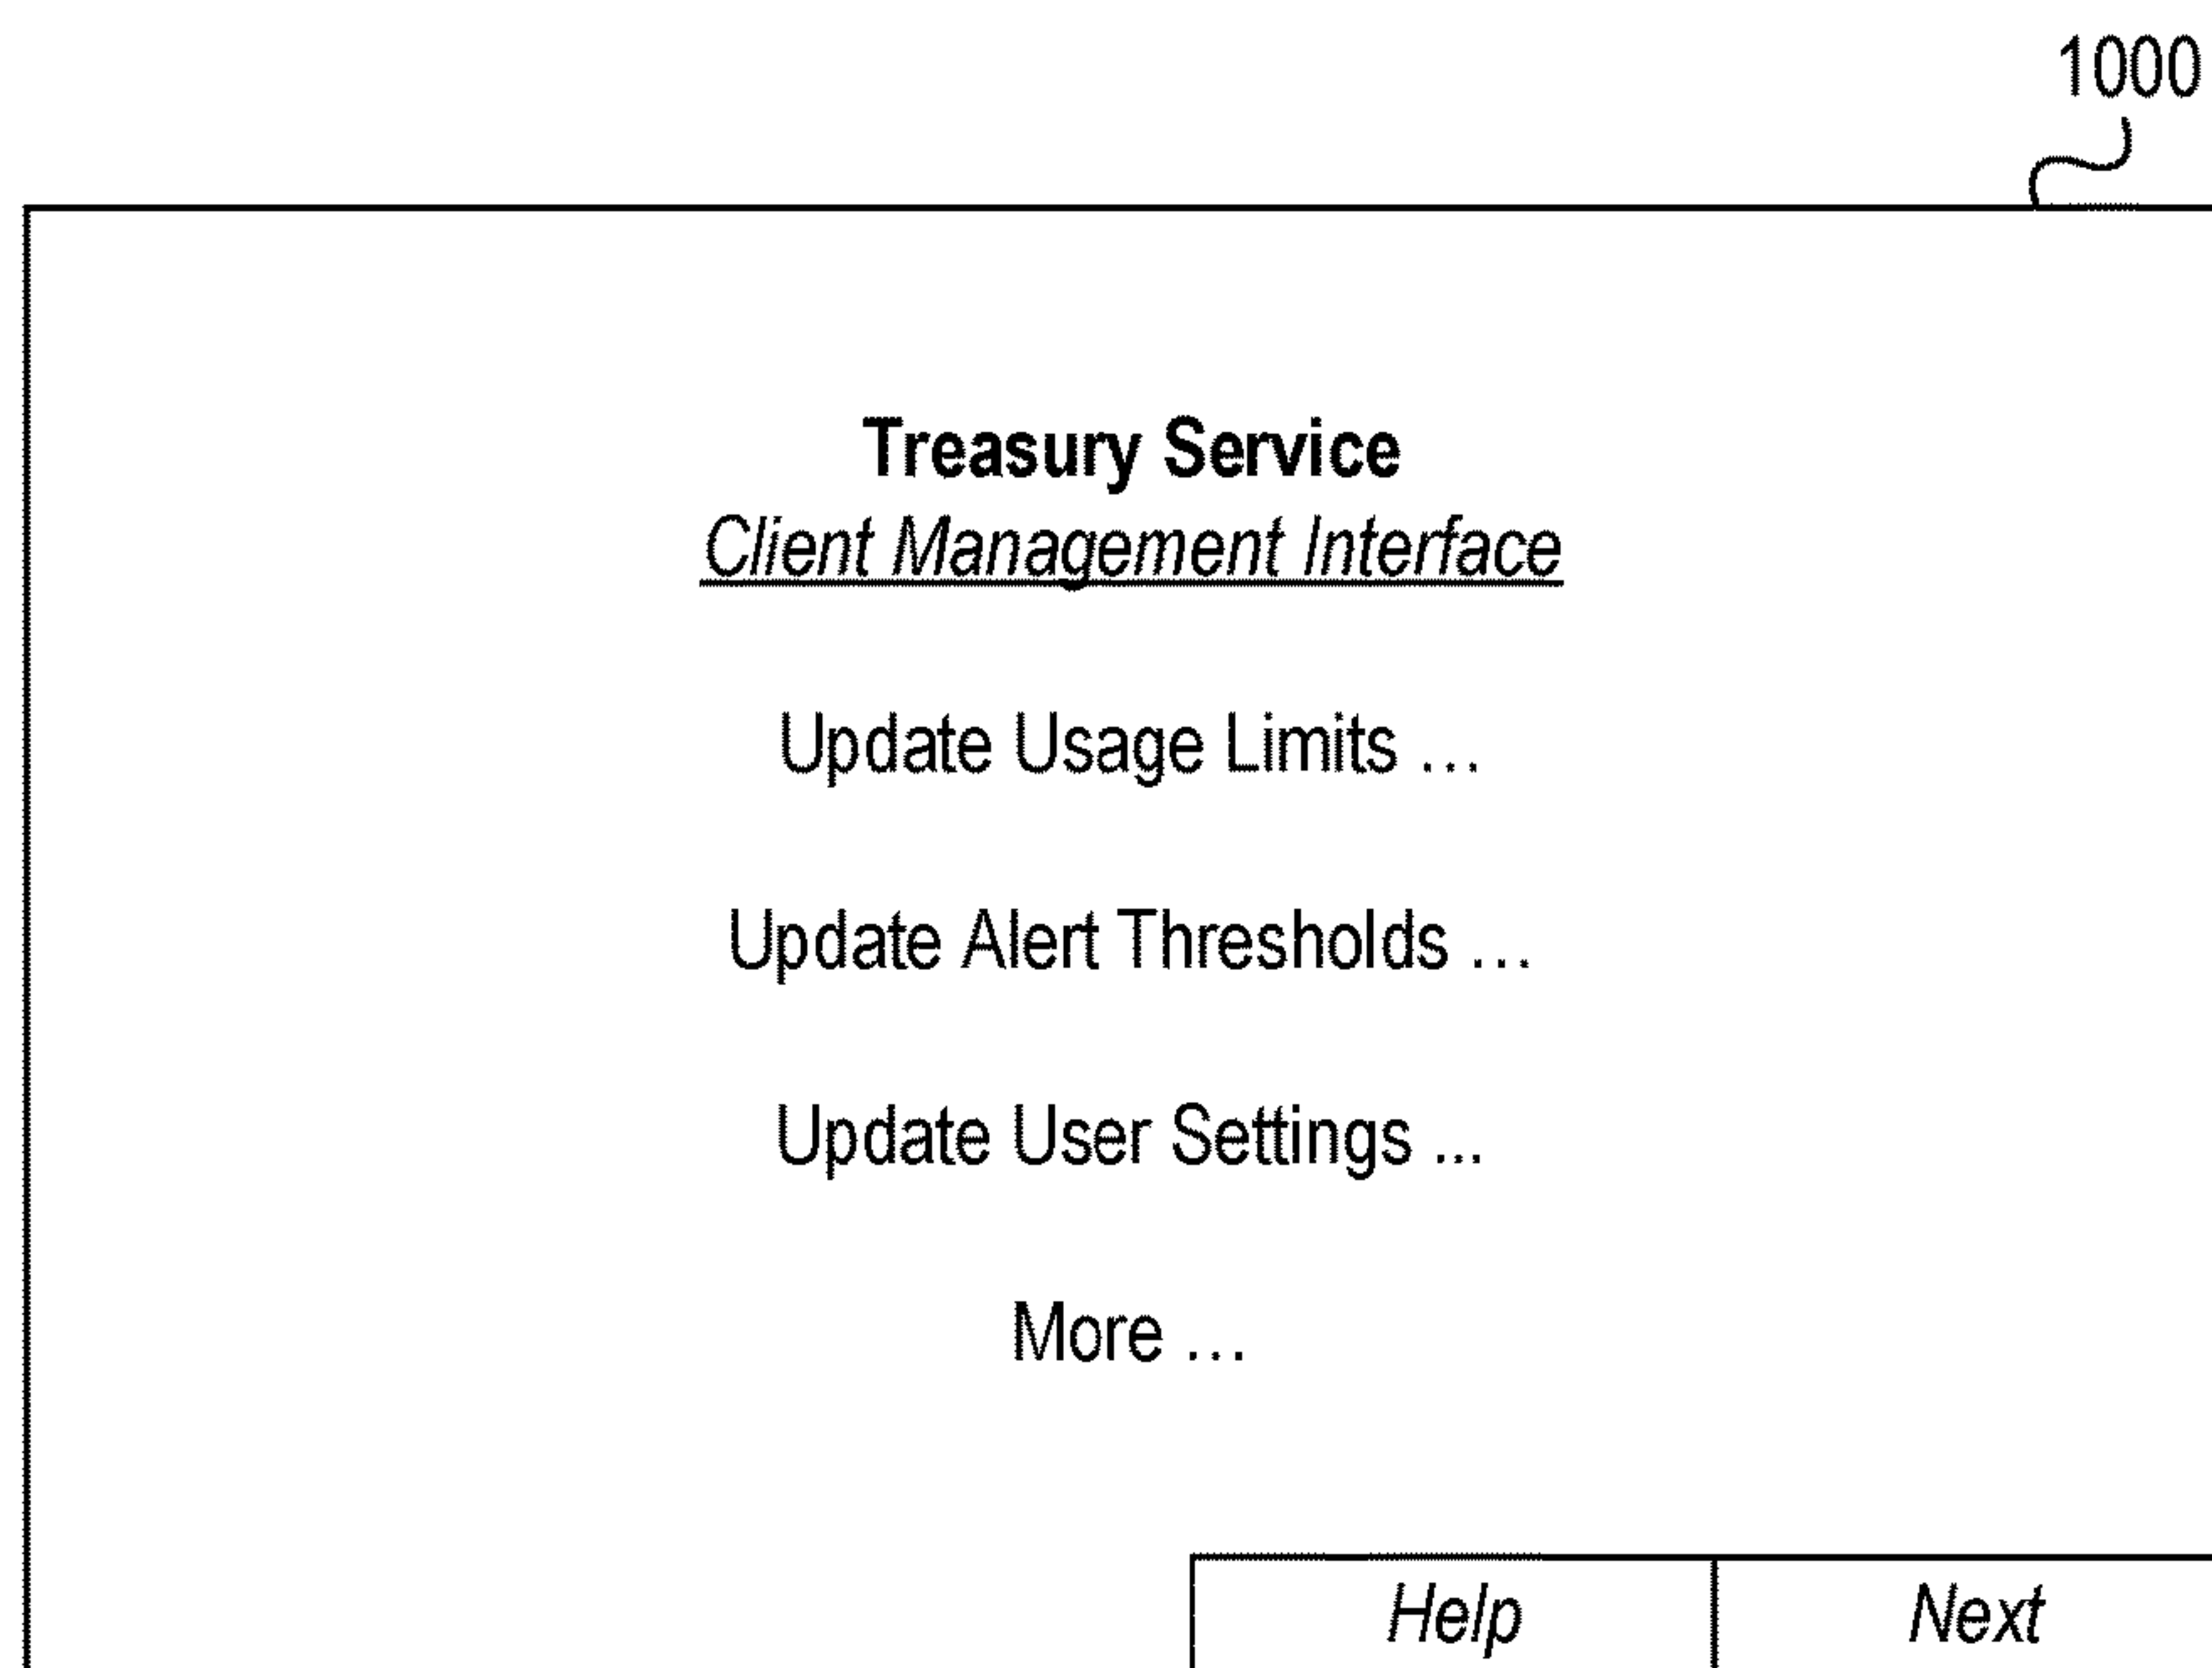 1000
Treasury Service
Client Management Interface
Update Usage Limits ...
Update Alert Thresholds ...
Update User Settings ...
More ...
Help Next